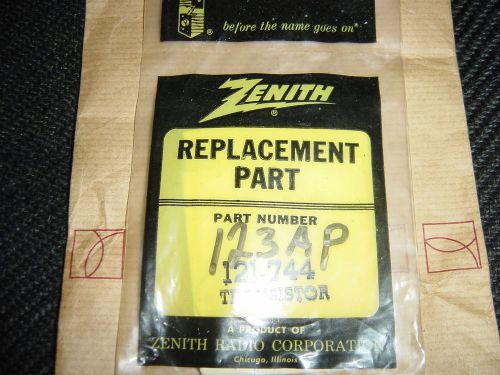 ®
before the name goes on®
ZENITH
®
REPLACEMENT
PART
PART NUMBER
123AP
121-744
TRANSISTOR
A PRODUCT OF
ZENITH RADIO CORPORATION
Chicago, Illinois